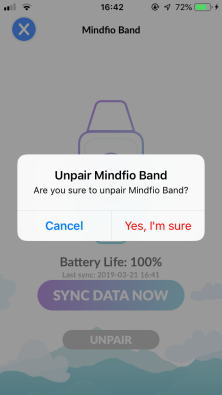 16:42
72%
Mindfio Band
Unpair Mindfio Band
Are you sure to unpair Mindfio Band?
Cancel
Yes, I'm sure
Battery Life: 100%
Last sync: 2019-03-21 16:41
SYNC DATA NOW
UNPAIR